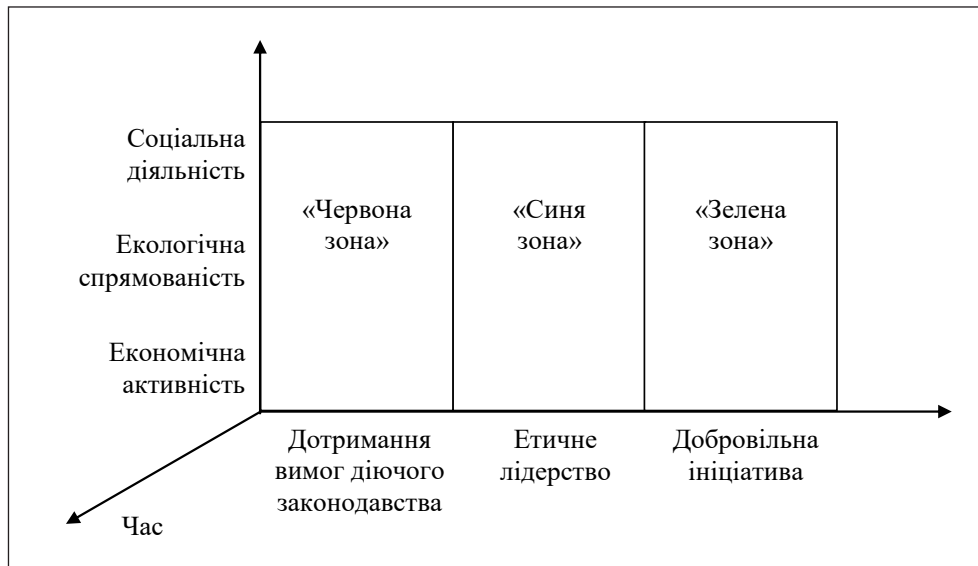 Соціальна
діяльність
Екологічна
спрямованість
Економічна
активність
«Червона
зона»
«Синя
зона»
«Зелена
зона»
Дотримання
вимог діючого
законодавства
Етичне
лідерство
Добровільна
ініціатива
Час